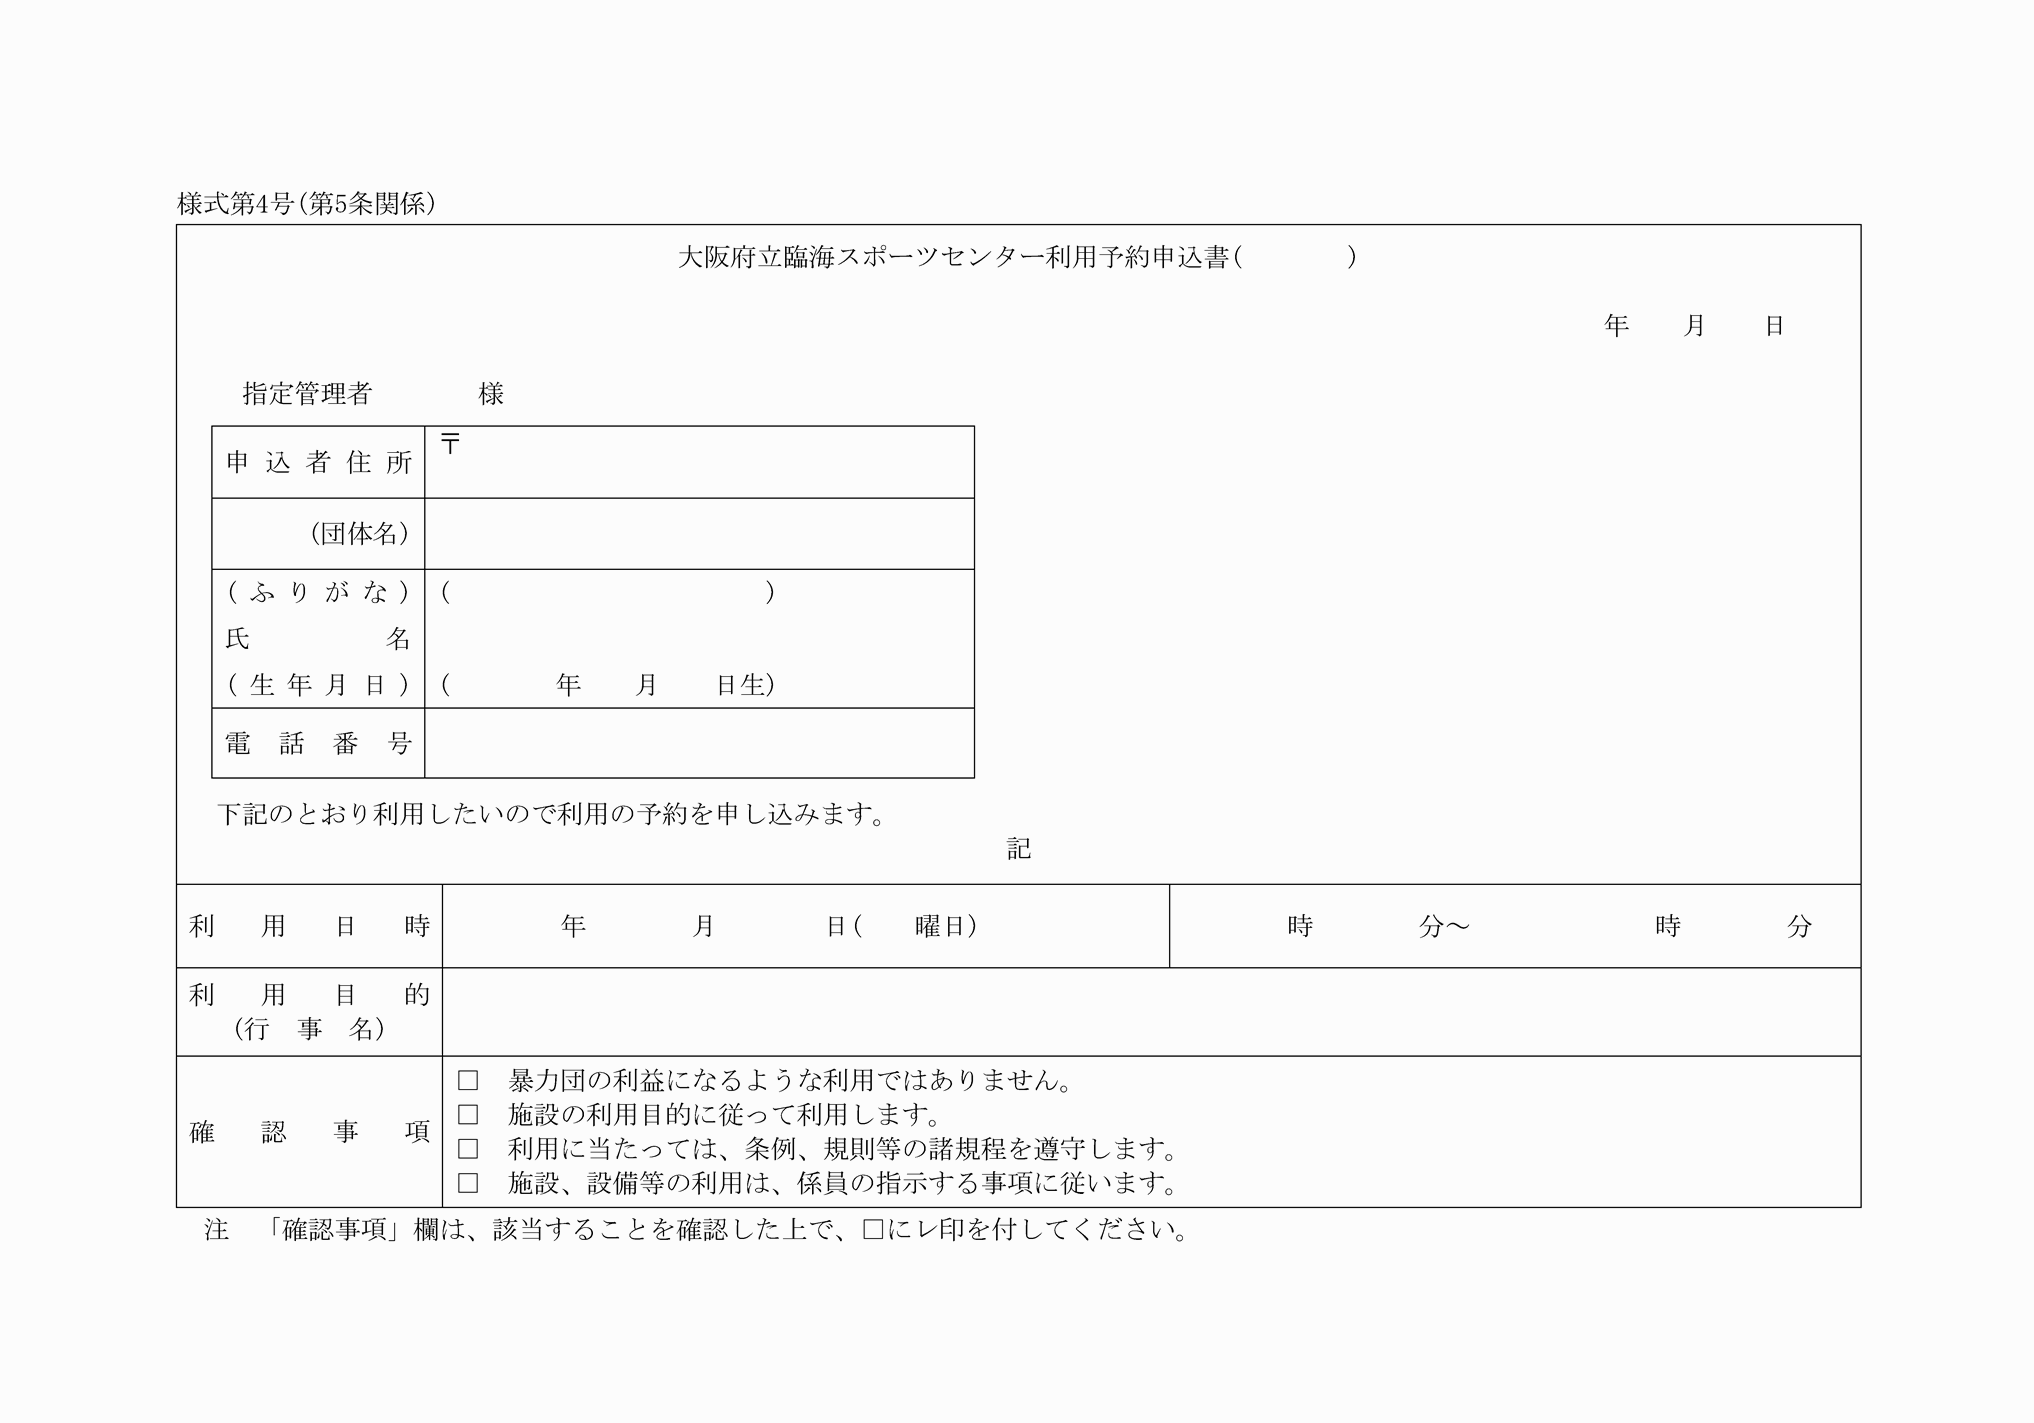 様式第4号(第5条関係)
大阪府立臨海スポーツセンター利用予約申込書(　　　　)
年　　月　　日
指定管理者　　　　様
申込者住所　〒
(団体名)
(ふりがな)　(　　　　　　　　　　　　)
氏　　　　　名
(生年月日)　(　　　　年　　月　　日生)
電話番号
下記のとおり利用したいので利用の予約を申し込みます。
記
利用日時　年　　　　月　　　　日(　　曜日)　時　　　　分～　　　　　　　時　　　　分
利用目的
(行　事　名)
確認事項
□　暴力団の利益になるような利用ではありません。
□　施設の利用目的に従って利用します。
□　利用に当たっては、条例、規則等の諸規程を遵守します。
□　施設、設備等の利用は、係員の指示する事項に従います。
注　「確認事項」欄は、該当することを確認した上で、□にレ印を付してください。